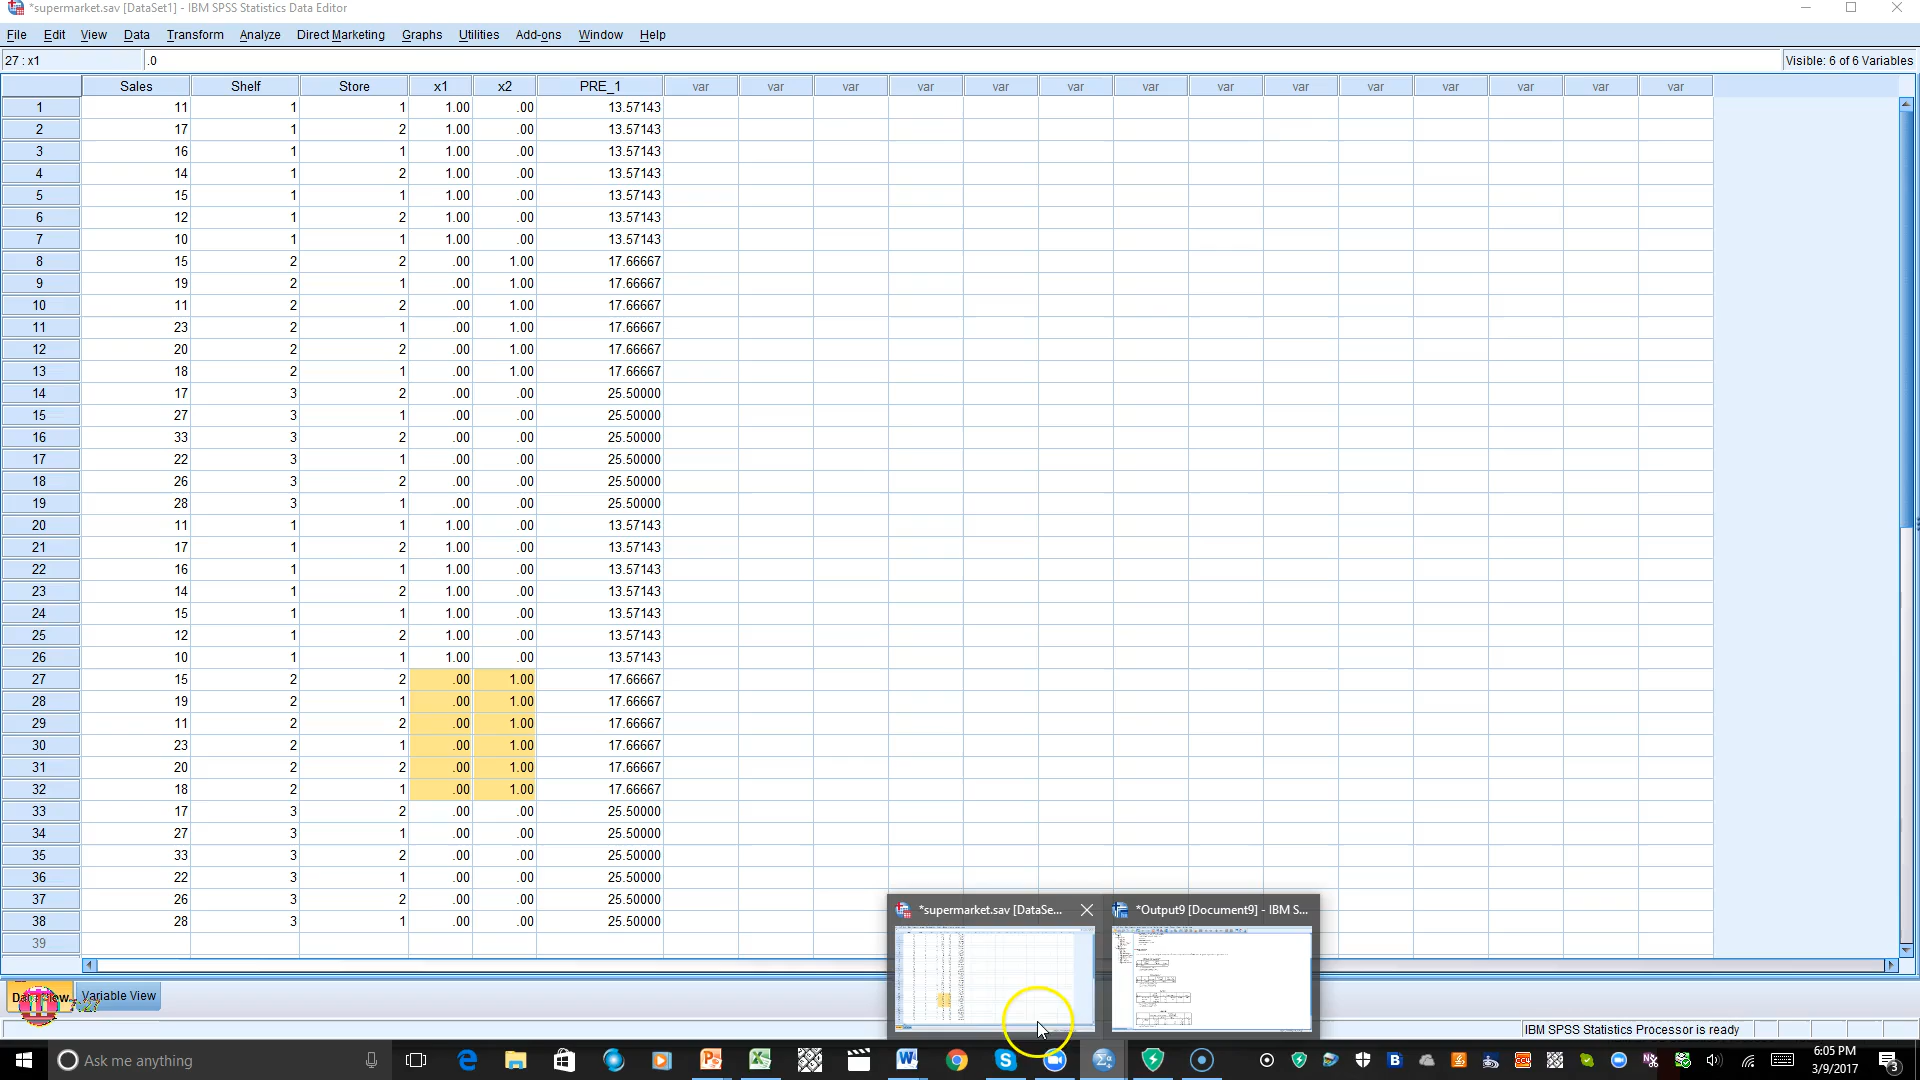 *supermarket.sav [DataSet1] - IBM SPSS Statistics Data Editor
File Edit View Data Transform Analyze Direct Marketing Graphs Utilities Add-ons Window Help
27 : x1 .0 Visible: 6 of 6 Variables
Sales Shelf Store x1 x2 PRE_1 var var var var var var var var var var var var var var
1 11 1 1 1.00 .00 13.57143
2 17 1 2 1.00 .00 13.57143
3 16 1 1 1.00 .00 13.57143
4 14 1 2 1.00 .00 13.57143
5 15 1 1 1.00 .00 13.57143
6 12 1 2 1.00 .00 13.57143
7 10 1 1 1.00 .00 13.57143
8 15 2 2 .00 1.00 17.66667
9 19 2 1 .00 1.00 17.66667
10 11 2 2 .00 1.00 17.66667
11 23 2 1 .00 1.00 17.66667
12 20 2 2 .00 1.00 17.66667
13 18 2 1 .00 1.00 17.66667
14 17 3 2 .00 .00 25.50000
15 27 3 1 .00 .00 25.50000
16 33 3 2 .00 .00 25.50000
17 22 3 1 .00 .00 25.50000
18 26 3 2 .00 .00 25.50000
19 28 3 1 .00 .00 25.50000
20 11 1 1 1.00 .00 13.57143
21 17 1 2 1.00 .00 13.57143
22 16 1 1 1.00 .00 13.57143
23 14 1 2 1.00 .00 13.57143
24 15 1 1 1.00 .00 13.57143
25 12 1 2 1.00 .00 13.57143
26 10 1 1 1.00 .00 13.57143
27 15 2 2 .00 1.00 17.66667
28 19 2 1 .00 1.00 17.66667
29 11 2 2 .00 1.00 17.66667
30 23 2 1 .00 1.00 17.66667
31 20 2 2 .00 1.00 17.66667
32 18 2 1 .00 1.00 17.66667
33 17 3 2 .00 .00 25.50000
34 27 3 1 .00 .00 25.50000
35 33 3 2 .00 .00 25.50000
36 22 3 1 .00 .00 25.50000
37 26 3 2 .00 .00 25.50000
38 28 3 1 .00 .00 25.50000
39
*supermarket.sav [DataSe... *Output9 [Document9] - IBM S...
Variable View
IBM SPSS Statistics Processor is ready
Ask me anything
6:05 PM
3/9/2017
3